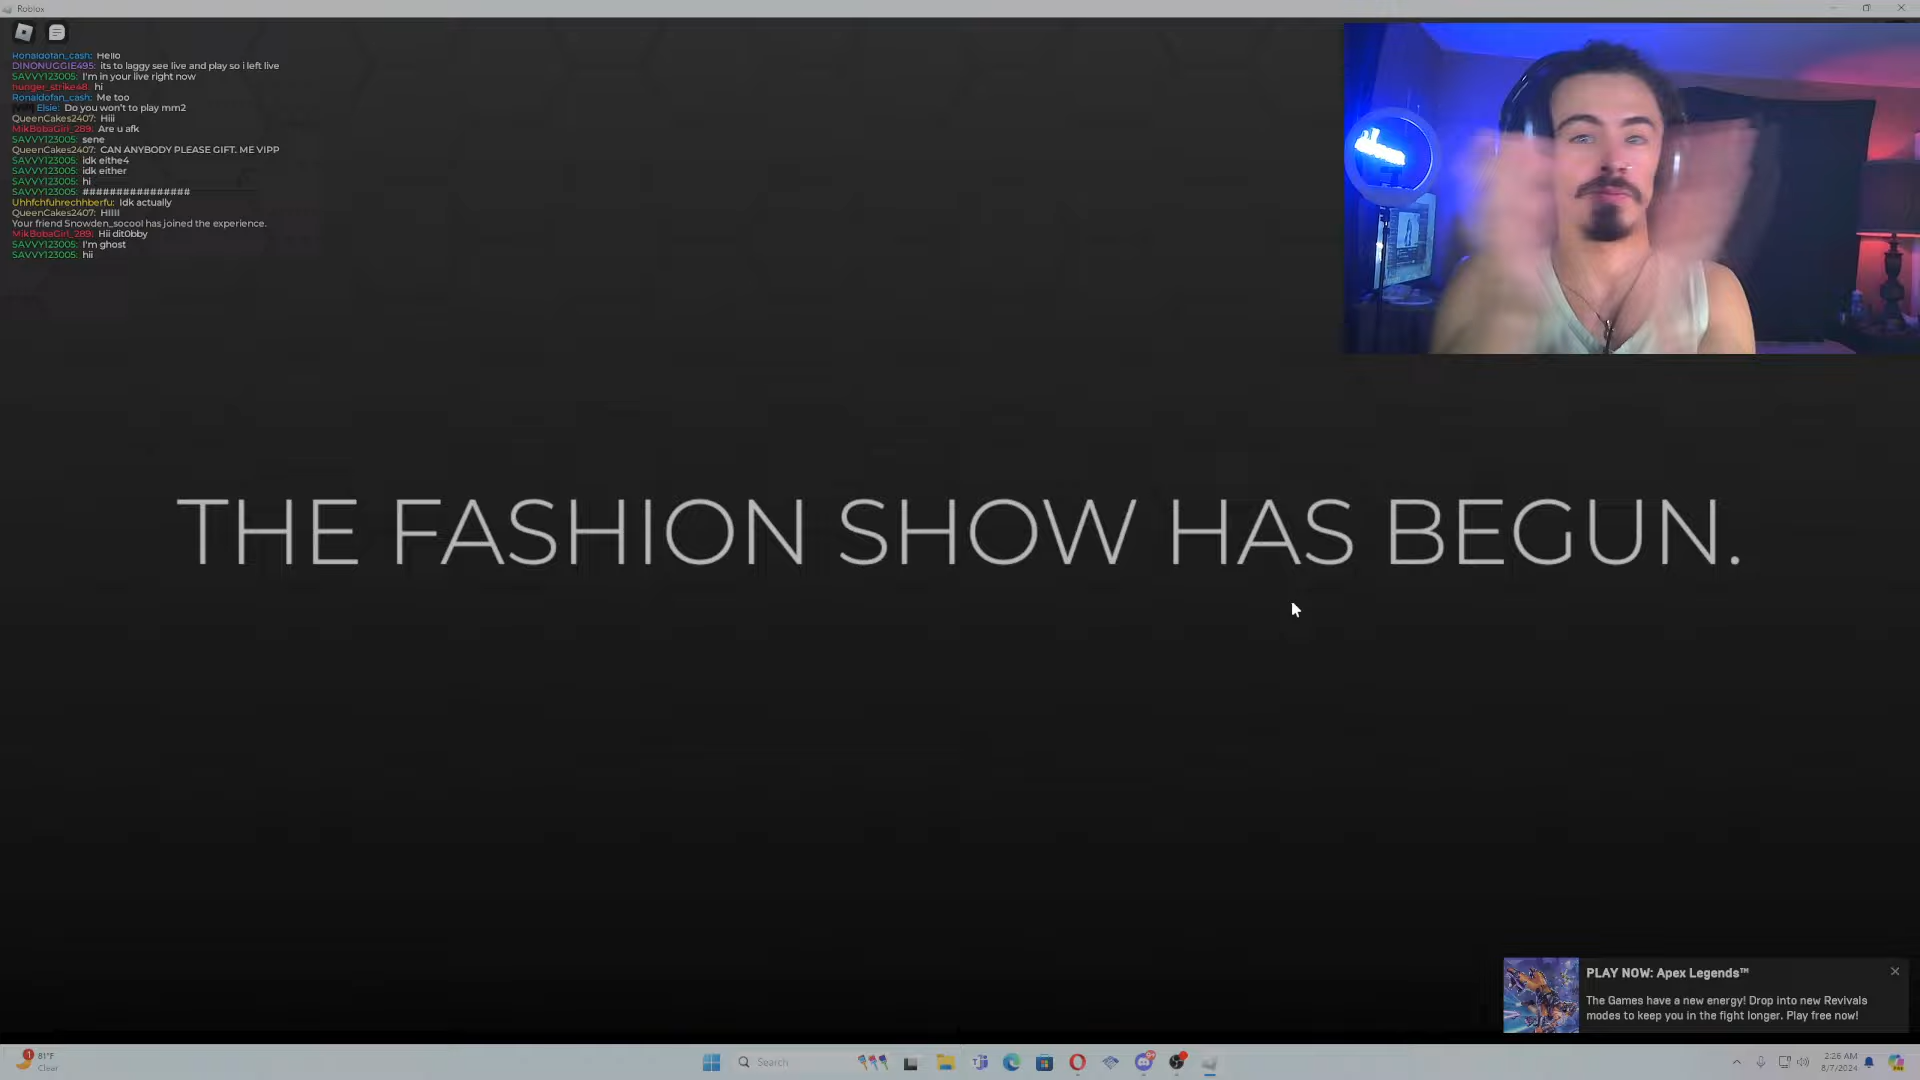 Roblox
Ronaldofan_cash: Hello
DINONUGGIE495: its to laggy see live and play so i left live
SAVVY123005: I'm in your live right now
hunger_strike48: hi
Ronaldofan_cash: Me too
Elsie: Do you won't to play mm2
QueenCakes2407: Hiii
MikBobaGirl_289: Are u afk
SAVVY123005: sene
QueenCakes2407: CAN ANYBODY PLEASE GIFT. ME VIPP
SAVVY123005: idk eithe4
SAVVY123005: idk either
SAVVY123005: hi
SAVVY123005: ################
Uhhfchfuhrechhberfu: Idk actually
QueenCakes2407: HIIII
Your friend Snowden_socool has joined the experience.
MikBobaGirl_289: Hii dit0bby
SAVVY123005: I'm ghost
SAVVY123005: hii
THE FASHION SHOW HAS BEGUN.
PLAY NOW: Apex Legends™
The Games have a new energy! Drop into new Revivals
modes to keep you in the fight longer. Play free now!
1
81°F
Clear
Search
2:26 AM
8/7/2024